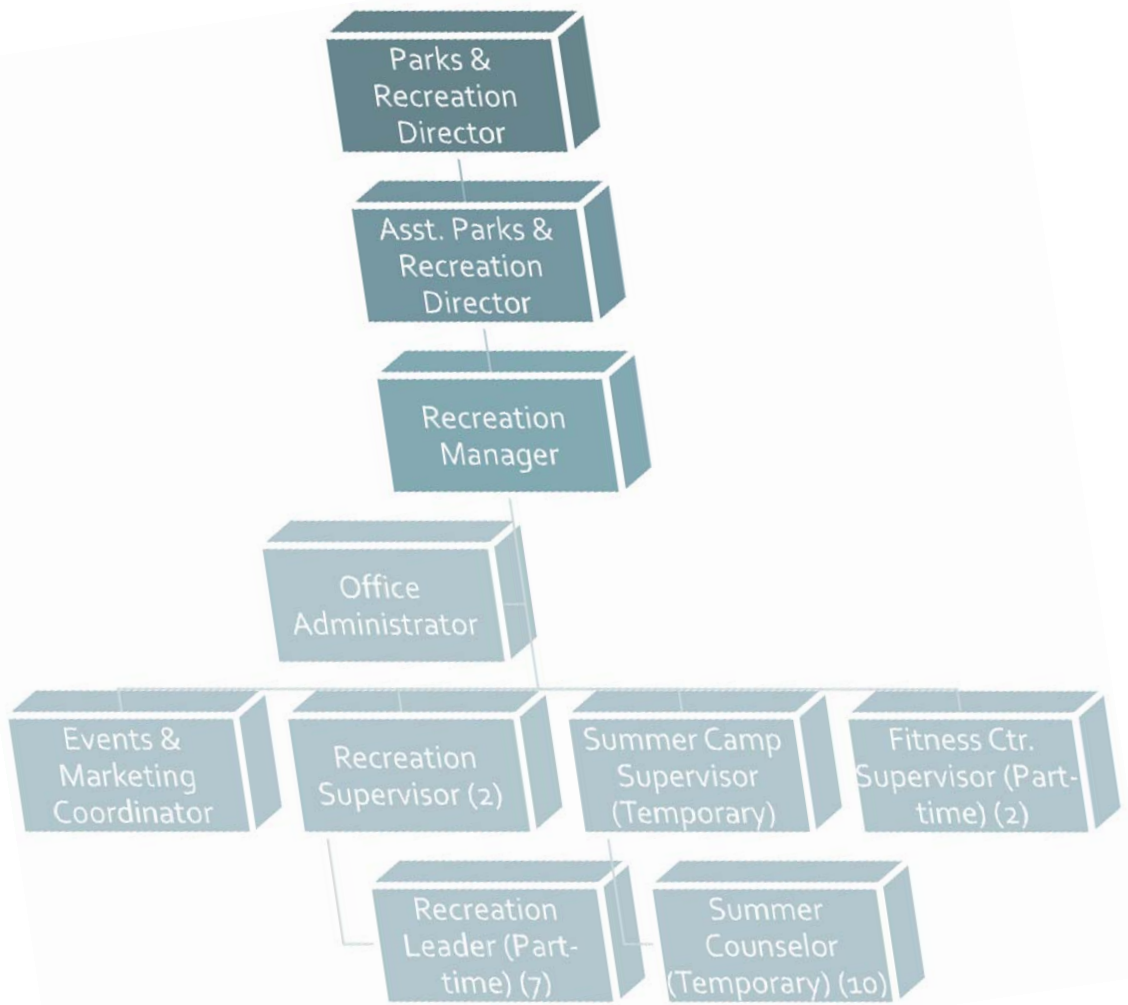 Parks &
Recreation
Director
Asst. Parks &
Recreation
Director
Recreation
Manager
Office
Administrator
Events &
Marketing
Coordinator
Recreation
Supervisor (2)
Summer Camp
Supervisor
(Temporary)
Fitness Ctr.
Supervisor (Part-
time) (2)
Recreation
Leader (Part-
time) (7)
Summer
Counselor
(Temporary) (10)